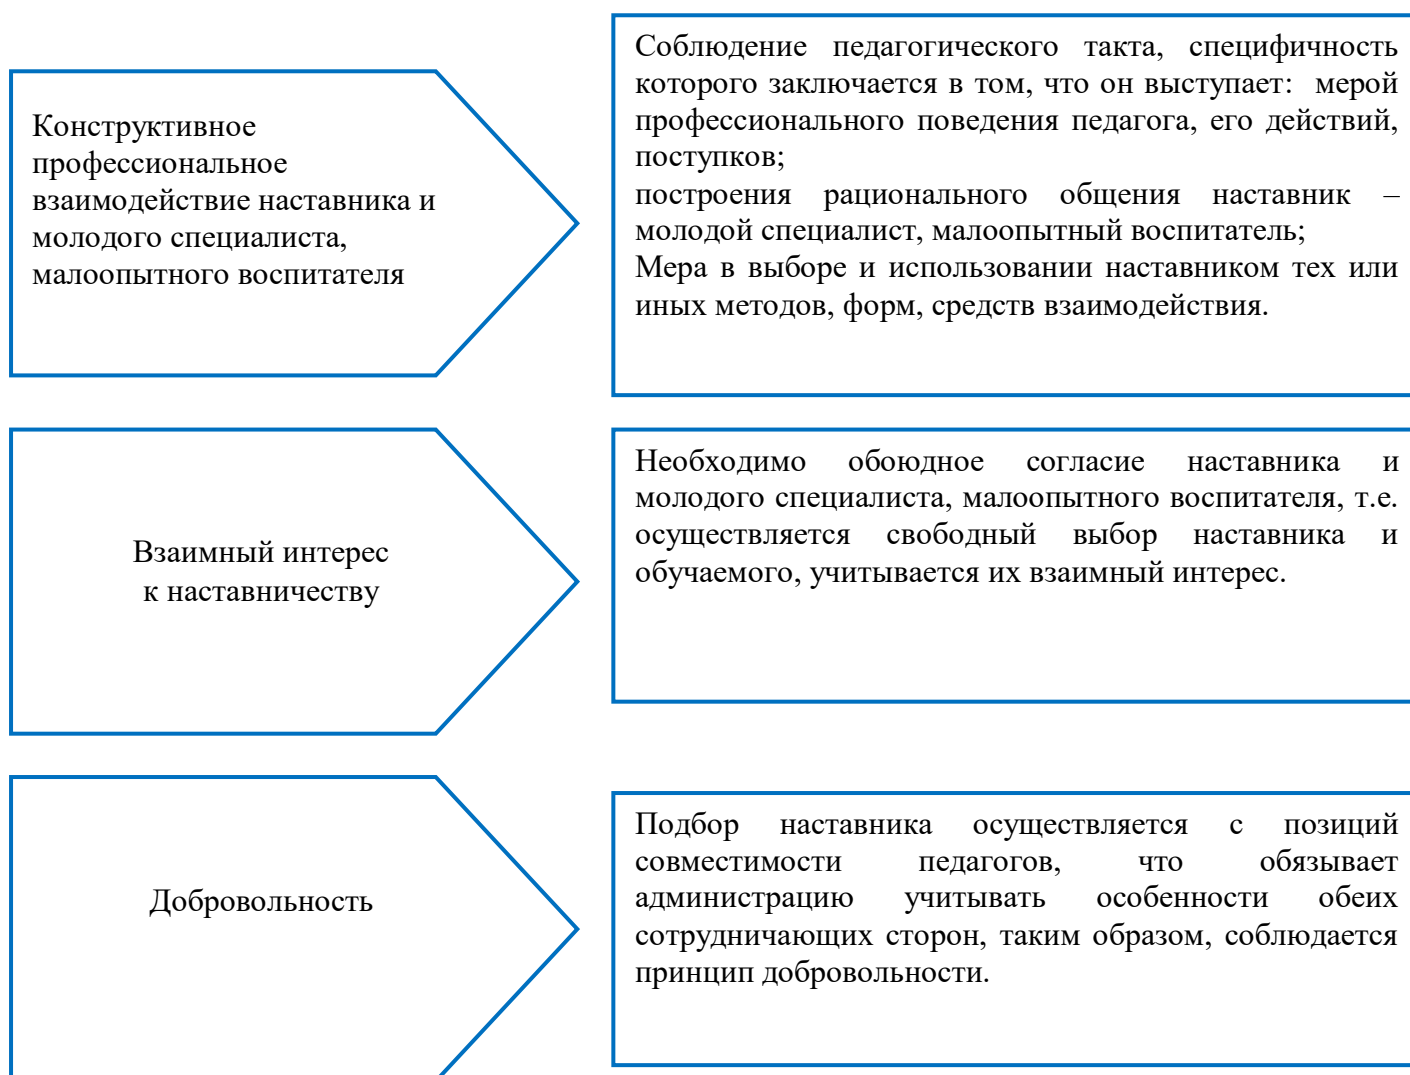 Конструктивное
профессиональное
взаимодействие наставника и
молодого специалиста,
малоопытного воспитателя
Соблюдение педагогического такта, специфичность
которого заключается в том, что он выступает: мерой
профессионального поведения педагога, его действий,
поступков;
построения рационального общения наставник –
молодой специалист, малоопытный воспитатель;
Мера в выборе и использовании наставником тех или
иных методов, форм, средств взаимодействия.
Взаимный интерес
к наставничеству
Необходимо обоюдное согласие наставника и
молодого специалиста, малоопытного воспитателя, т.е.
осуществляется свободный выбор наставника и
обучаемого, учитывается их взаимный интерес.
Добровольность
Подбор наставника осуществляется с позиций
совместимости педагогов, что обязывает
администрацию учитывать особенности обеих
сотрудничающих сторон, таким образом, соблюдается
принцип добровольности.